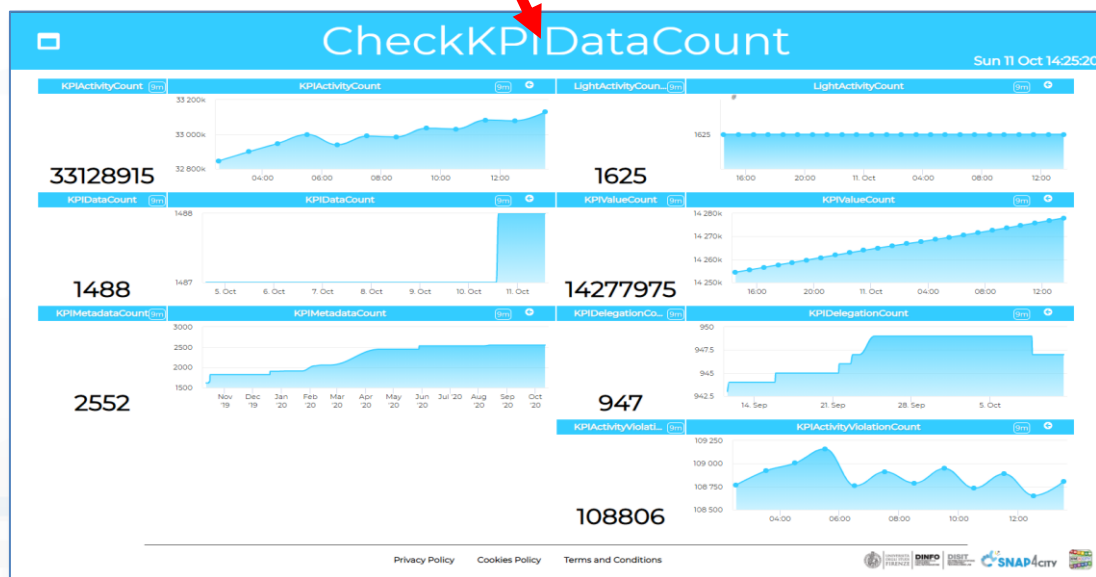 CheckKPIDataCount
Sun 11 Oct 14:25:20
KPIActivityCount 9m
KPIActivityCount 9m
LightActivityCoun... 9m
LightActivityCount 9m
33128915
33 200k
33 000k
32 800k
04:00 06:00 08:00 10:00 12:00
1625
1625
16:00 20:00 11. Oct 04:00 08:00 12:00
KPIDataCount 9m
KPIDataCount 9m
KPIValueCount 9m
KPIValueCount 9m
1488
1488
1487
5. Oct 6. Oct 7. Oct 8. Oct 9. Oct 10. Oct 11. Oct
14277975
14 280k
14 270k
14 260k
14 250k
16:00 20:00 11. Oct 04:00 08:00 12:00
KPIMetadataCount 9m
KPIMetadataCount 9m
KPIDelegationCo... 9m
KPIDelegationCount 9m
2552
3000
2500
2000
1500
Nov '19 Dec '19 Jan '20 Feb '20 Mar '20 Apr '20 May '20 Jun '20 Jul '20 Aug '20 Sep '20 Oct '20
947
950
947.5
945
942.5
14. Sep 21. Sep 28. Sep 5. Oct
KPIActivityViolati... 9m
KPIActivityViolationCount 9m
108806
109 250
109 000
108 750
108 500
04:00 06:00 08:00 10:00 12:00
Privacy Policy Cookies Policy Terms and Conditions
UNIVERSITÀ DEGLI STUDI FIRENZE DINFO DISIT SNAP4CITY